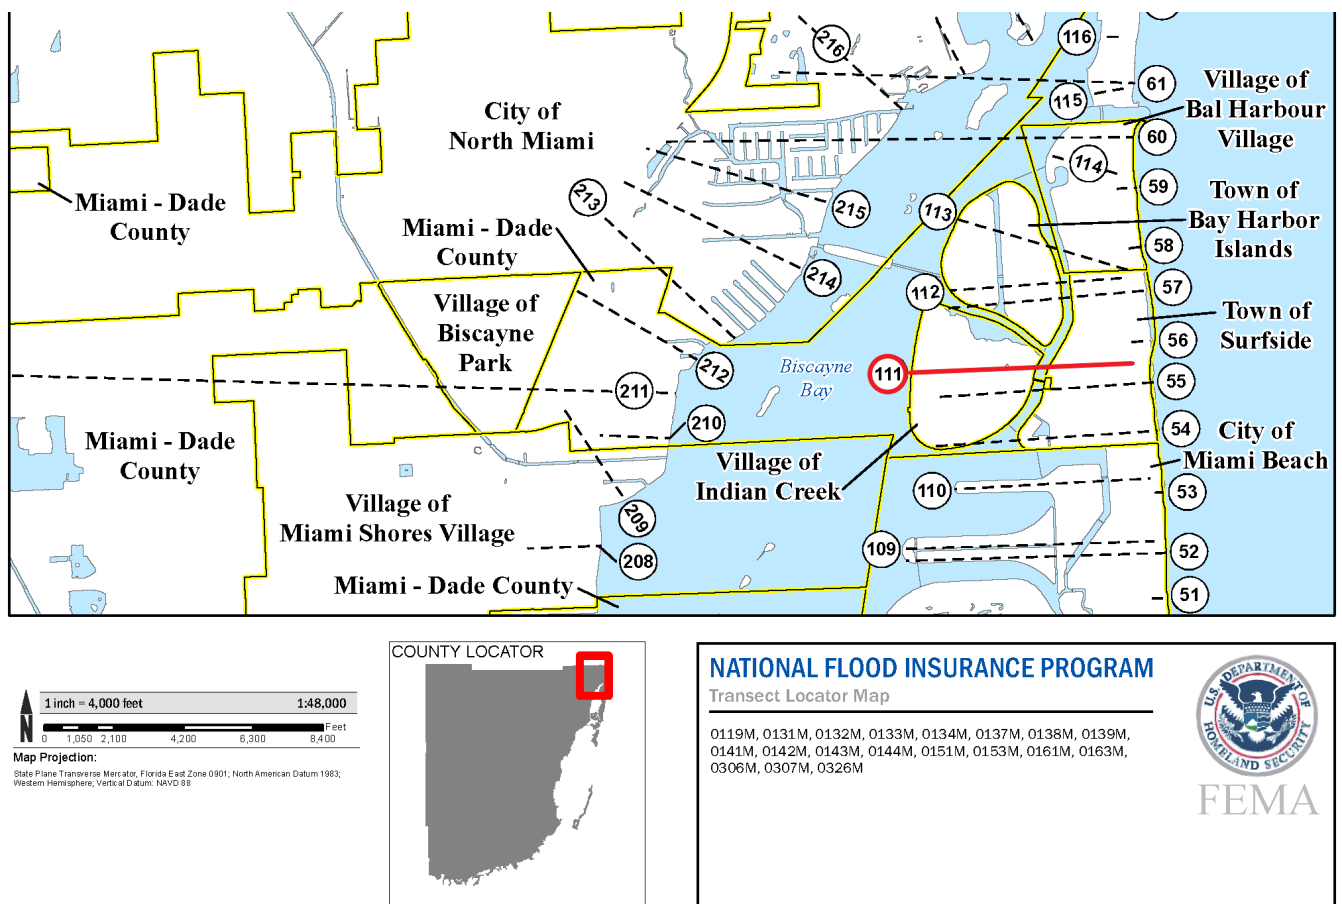 116
216
61
115
Village of
Bal Harbour
Village
City of
North Miami
60
114
59
Miami - Dade
County
213
215
113
Town of
Bay Harbor
Islands
Miami - Dade
County
58
214
112
57
Village of
Biscayne
Park
Town of
Surfside
56
Biscayne
Bay
111
212
211
55
210
54
Miami - Dade
County
City of
Miami Beach
Village of
Indian Creek
110
53
Village of
Miami Shores Village
209
208
109
52
Miami - Dade County
51
COUNTY LOCATOR
N
1 inch = 4,000 feet 1:48,000
Feet
0 1,050 2,100 4,200 6,300 8,400
Map Projection:
State Plane Transverse Mercator, Florida East Zone 0901; North American Datum 1983;
Western Hemisphere; Vertical Datum: NAVD 88
NATIONAL FLOOD INSURANCE PROGRAM
Transect Locator Map
0119M, 0131M, 0132M, 0133M, 0134M, 0137M, 0138M, 0139M,
0141M, 0142M, 0143M, 0144M, 0151M, 0153M, 0161M, 0163M,
0306M, 0307M, 0326M
U.S. DEPARTMENT OF
HOMELAND SECURITY
FEMA